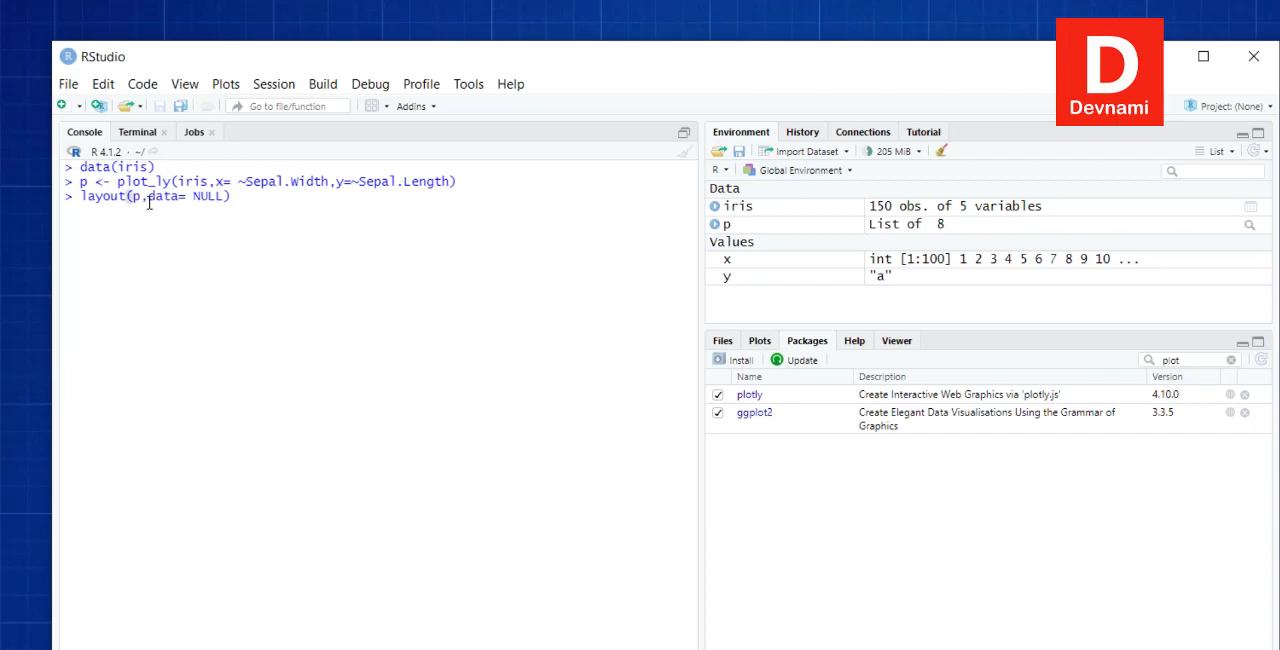 D
Devnami
R RStudio
File Edit Code View Plots Session Build Debug Profile Tools Help
Go to file/function Addins Project: (None)
Console Terminal Jobs
R 4.1.2 · ~/
> data(iris)
> p <- plot_ly(iris,x= ~Sepal.Width,y=~Sepal.Length)
> layout(p,data= NULL)
Environment History Connections Tutorial
Import Dataset 205 MiB List
R Global Environment
Data
iris 150 obs. of 5 variables
p List of 8
Values
x int [1:100] 1 2 3 4 5 6 7 8 9 10 ...
y "a"
Files Plots Packages Help Viewer
Install Update plot
Name Description Version
plotly Create Interactive Web Graphics via 'plotly.js' 4.10.0
ggplot2 Create Elegant Data Visualisations Using the Grammar of 3.3.5
Graphics